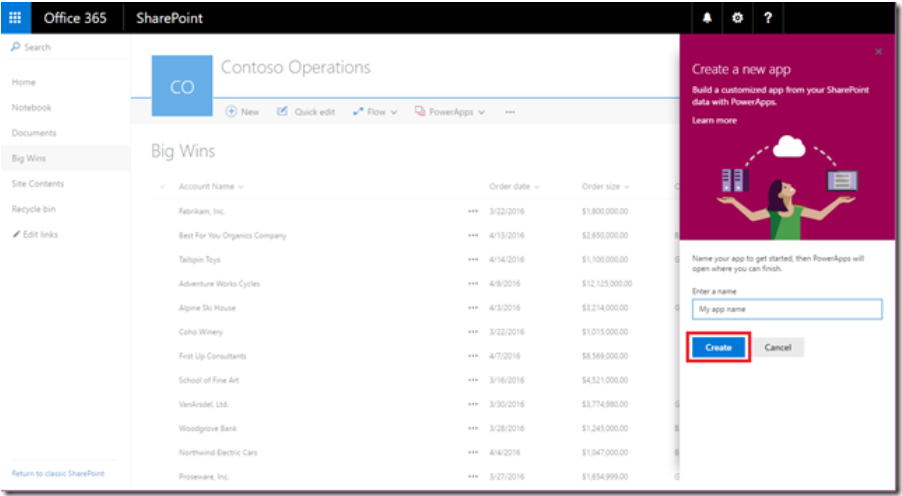 Office 365
SharePoint
?
Search
Home
Notebook
Documents
Big Wins
Site Contents
Recycle bin
Edit links
Return to classic SharePoint
CO
Contoso Operations
New Quick edit Flow PowerApps ...
Big Wins
Account Name Order date Order size
Fabrikam, Inc. ... 3/22/2016 $1,800,000.00
Best For You Organics Company ... 4/13/2016 $2,650,000.00
Tailspin Toys ... 4/14/2016 $1,100,000.00
Adventure Works Cycles ... 4/8/2016 $12,125,000.00
Alpine Ski House ... 4/3/2016 $3,214,000.00
Coho Winery ... 3/22/2016 $1,015,000.00
First Up Consultants ... 4/7/2016 $8,569,000.00
School of Fine Art ... 3/16/2016 $4,521,000.00
VanArsdel, Ltd. ... 3/30/2016 $3,774,980.00
Woodgrove Bank ... 3/28/2016 $1,245,000.00
Northwind Electric Cars ... 4/4/2016 $1,047,000.00
Proseware, Inc. ... 3/27/2016 $1,654,999.00
Create a new app
Build a customized app from your SharePoint
data with PowerApps.
Learn more
Name your app to get started, then PowerApps will
open where you can finish.
Enter a name
My app name
Create Cancel